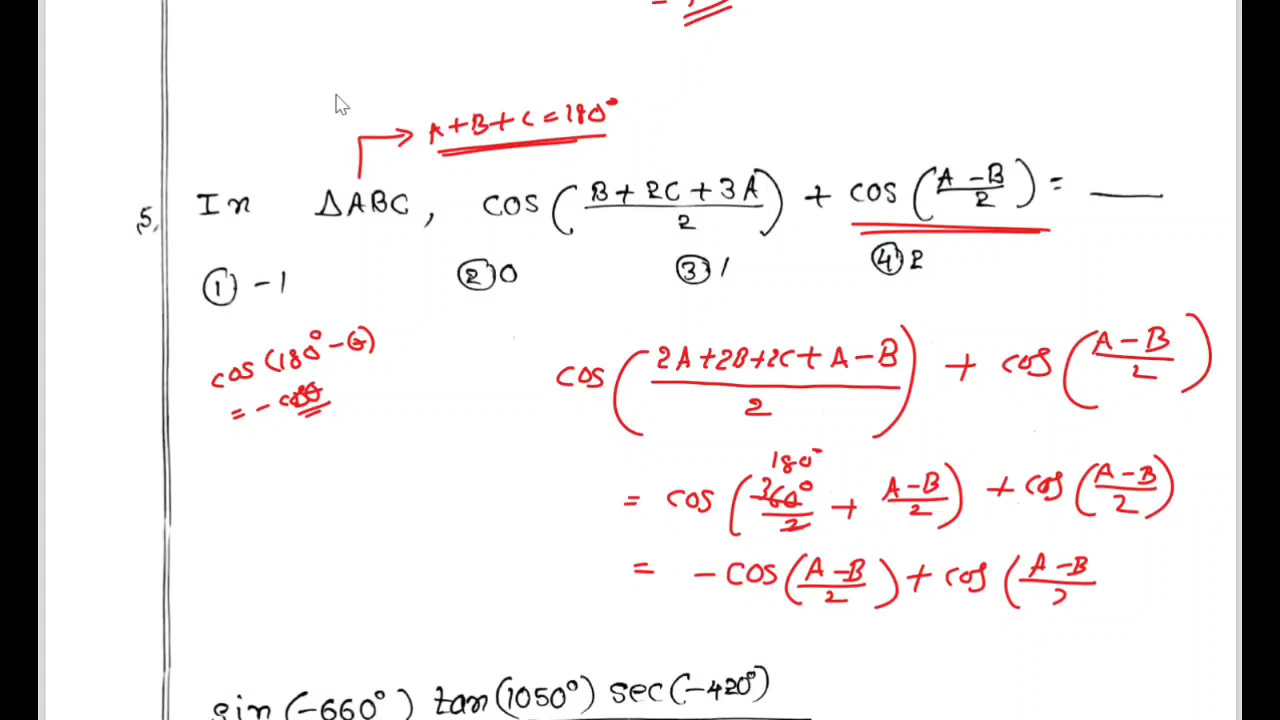 A+B+C=180°
5. In ΔABC, cos(B+2C+3A/2) + cos(A-B/2) = ___
① -1 ② 0 ③ 1 ④ 2
cos(180°-θ)
= -cosθ
cos(2A+2B+2C+A-B/2) + cos(A-B/2)
180°
= cos(360°/2 + A-B/2) + cos(A-B/2)
= -cos(A-B/2) + cos(A-B/2
sin(-660°) tan(1050°) sec(-420°)